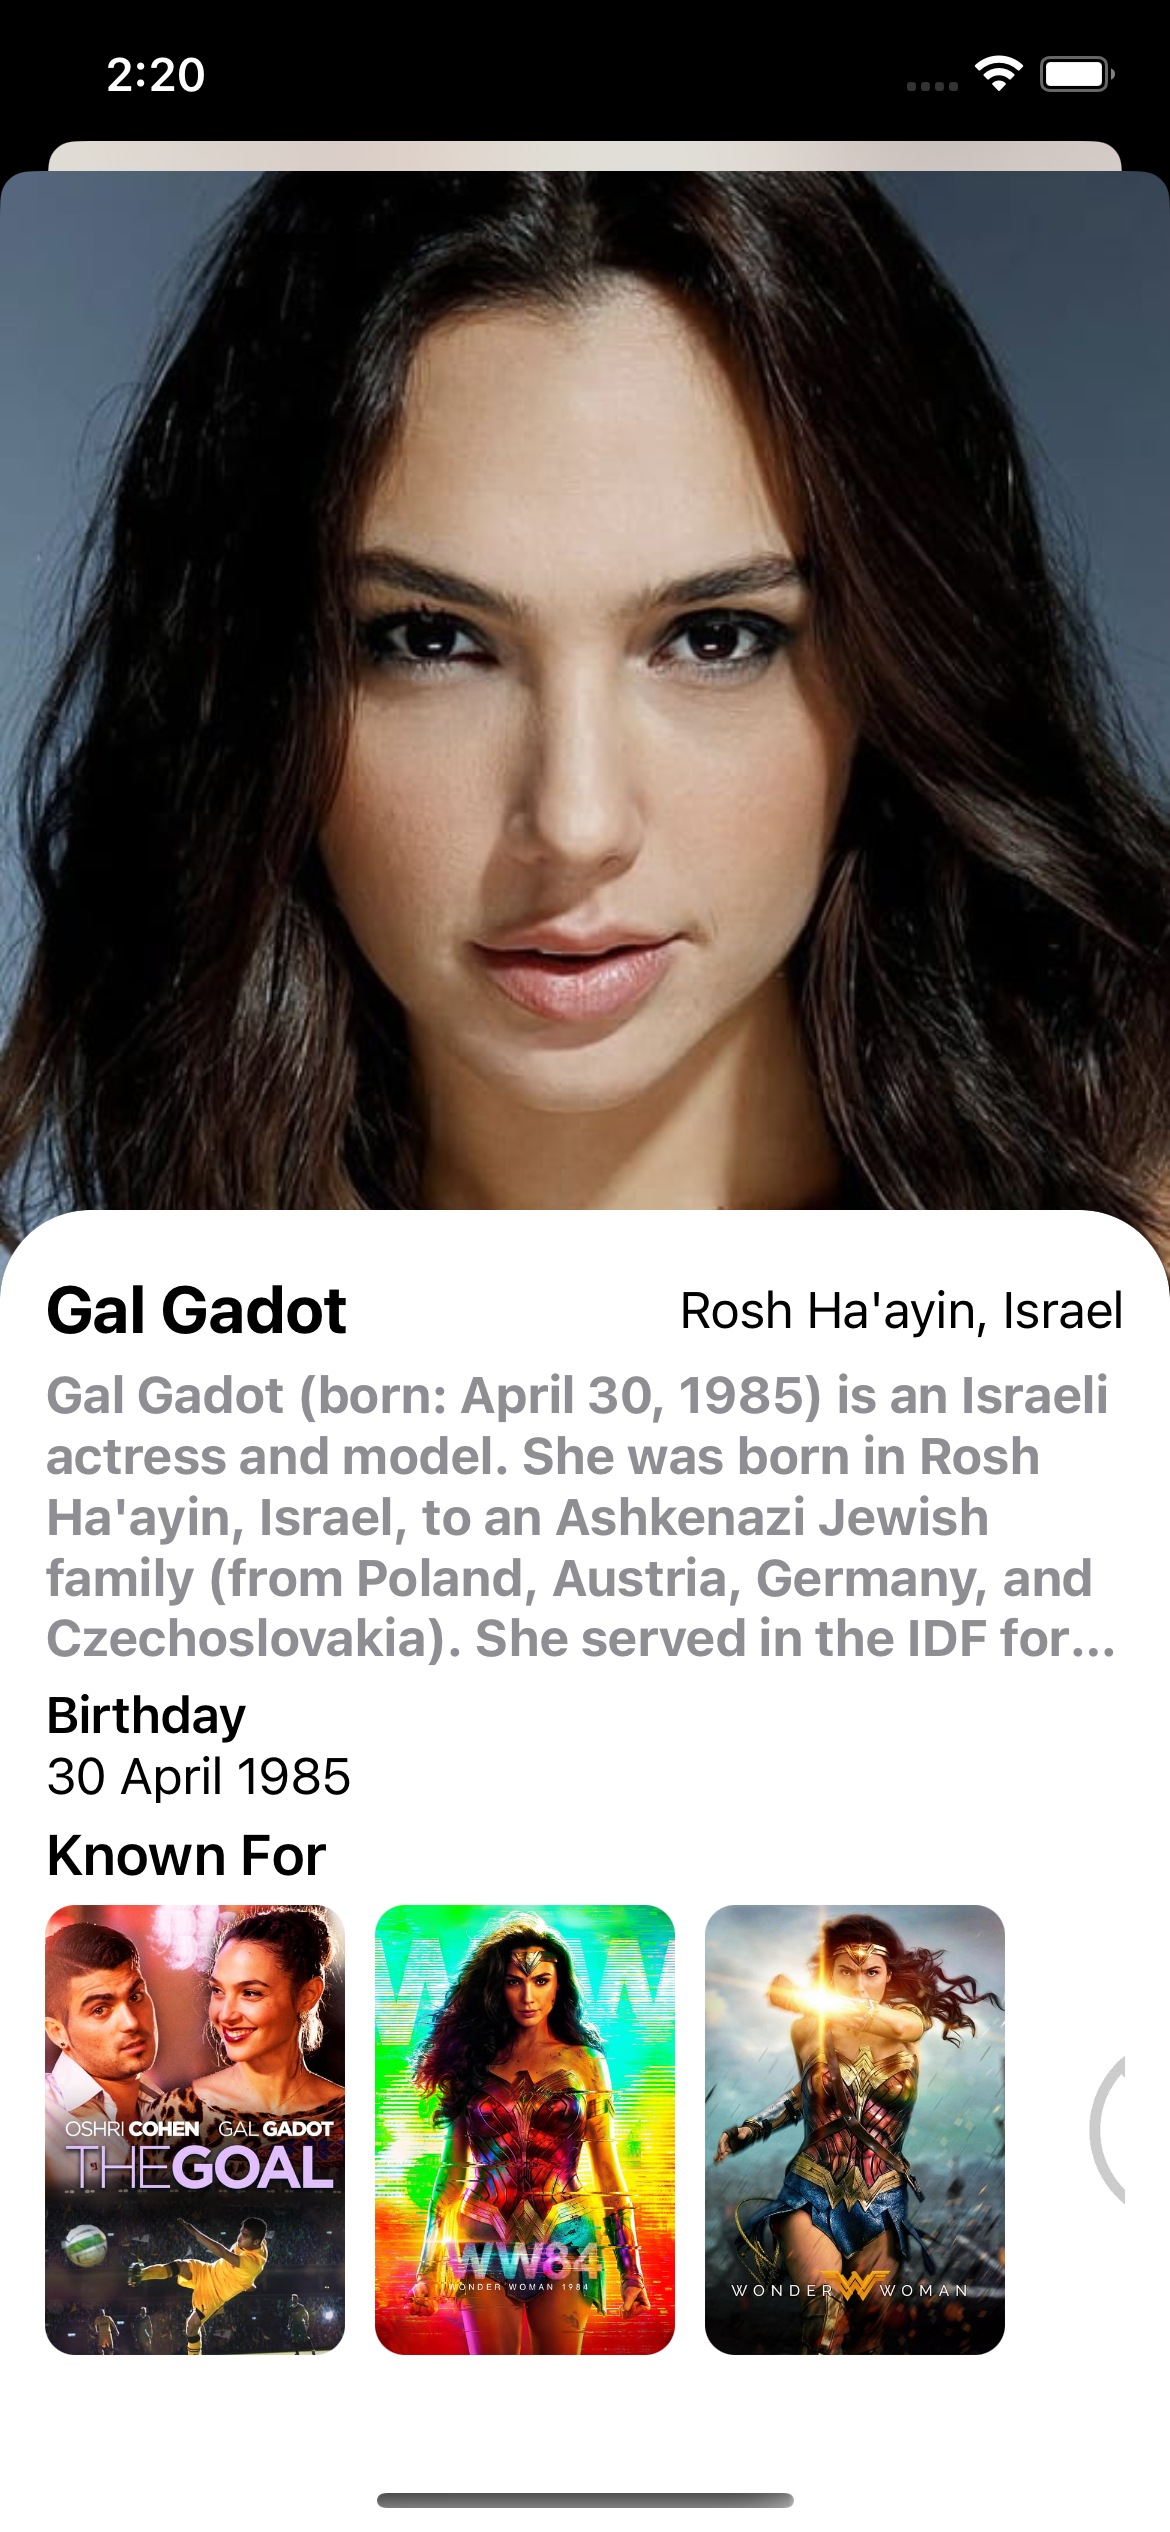 2:20
Gal Gadot
Rosh Ha'ayin, Israel
Gal Gadot (born: April 30, 1985) is an Israeli
actress and model. She was born in Rosh
Ha'ayin, Israel, to an Ashkenazi Jewish
family (from Poland, Austria, Germany, and
Czechoslovakia). She served in the IDF for...
Birthday
30 April 1985
Known For
OSHRI COHEN GAL GADOT
THE GOAL
WW
WW84
WONDER WOMAN 1984
WONDER W WOMAN